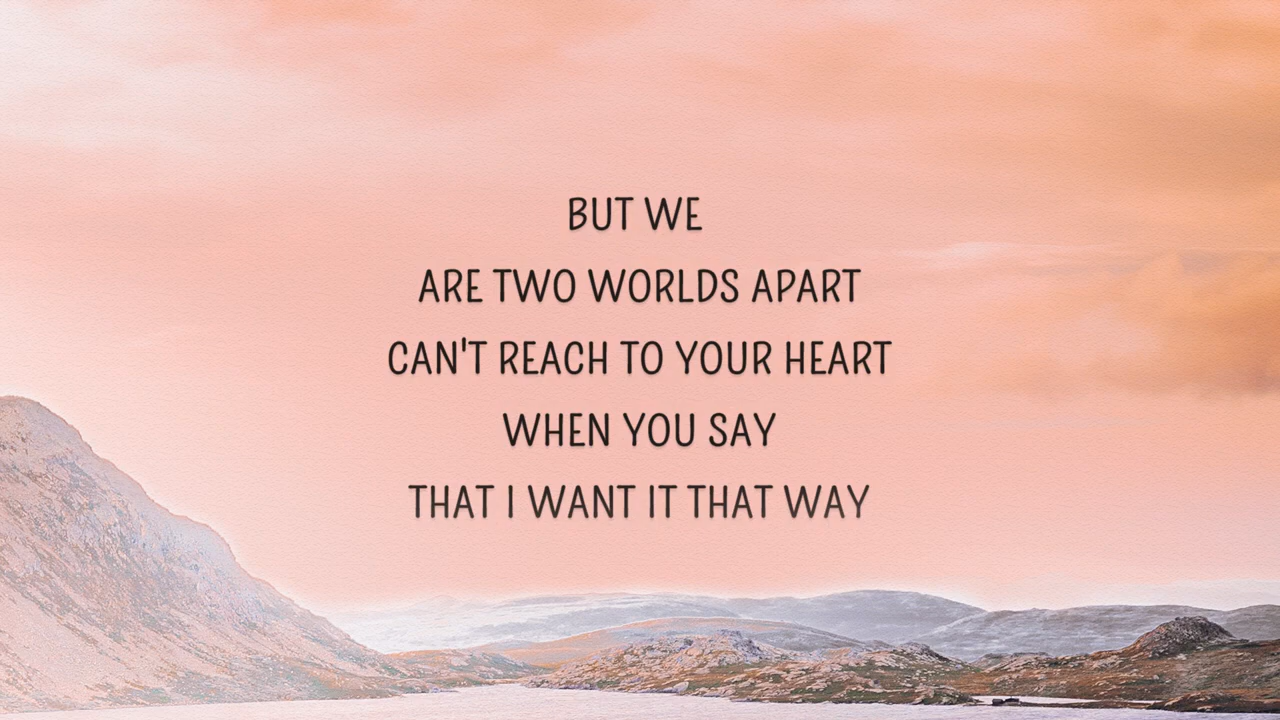 BUT WE
ARE TWO WORLDS APART
CAN'T REACH TO YOUR HEART
WHEN YOU SAY
THAT I WANT IT THAT WAY